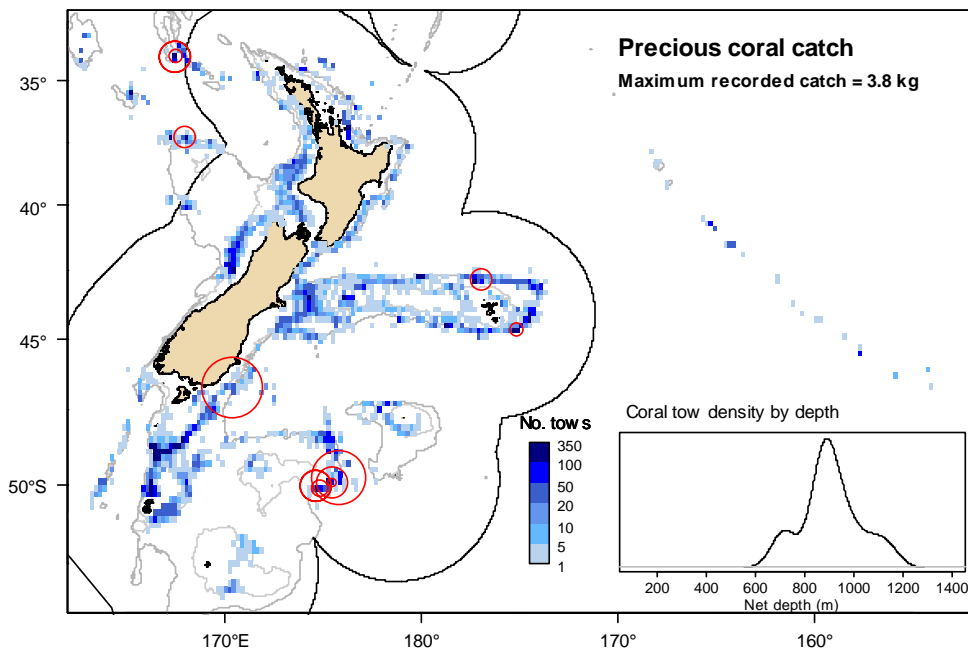 Precious coral catch
Maximum recorded catch = 3.8 kg
35°
40°
45°
50°S
No. tows
350
100
50
20
10
5
1
Coral tow density by depth
200 400 600 800 1000 1200 1400
Net depth (m)
170°E 180° 170° 160°